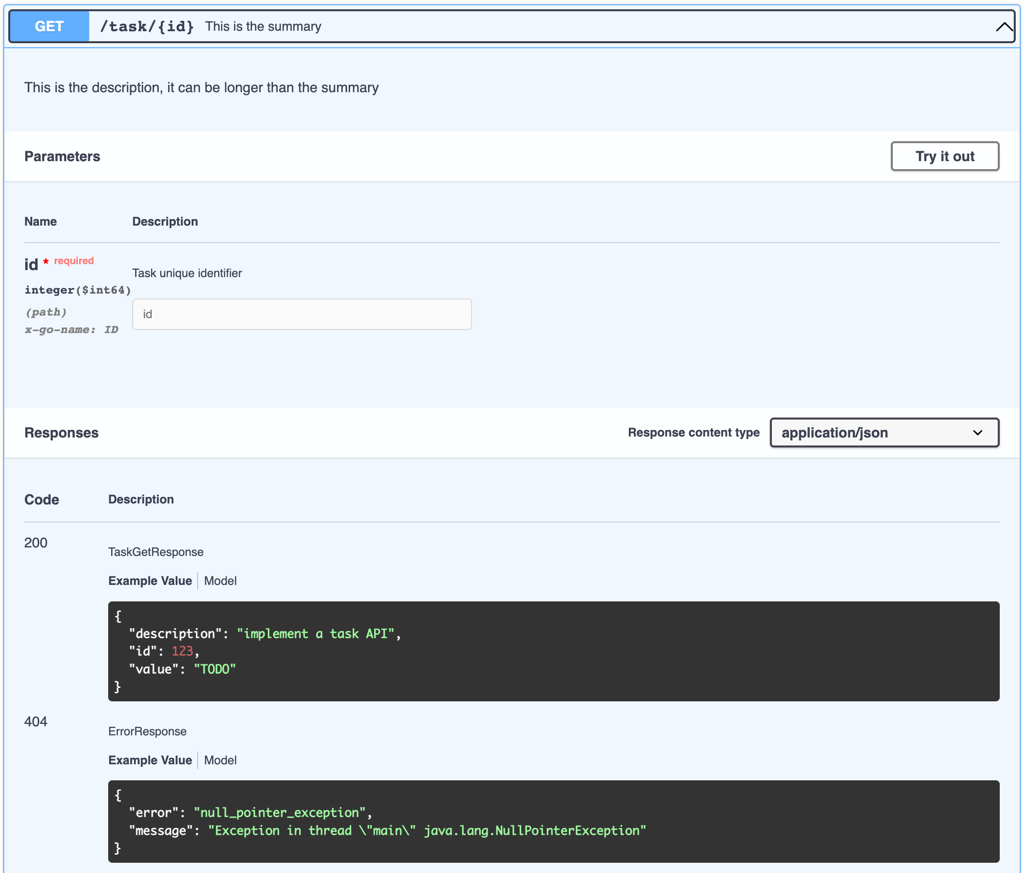 GET /task/{id} This is the summary
This is the description, it can be longer than the summary
Parameters Try it out
Name Description
id * required
Task unique identifier
integer($int64)
(path)
id
x-go-name: ID
Responses Response content type application/json
Code Description
200
TaskGetResponse
Example Value Model
{
"description": "implement a task API",
"id": 123,
"value": "TODO"
}
404
ErrorResponse
Example Value Model
{
"error": "null_pointer_exception",
"message": "Exception in thread \"main\" java.lang.NullPointerException"
}